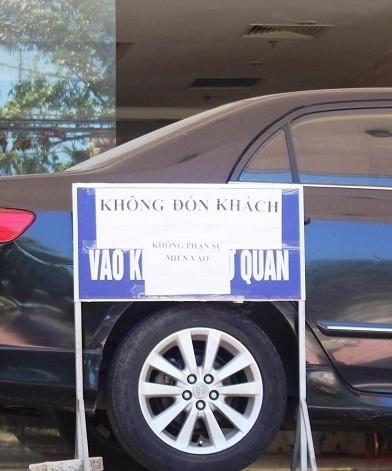 KHÔNG ĐÓN KHÁCH
KHÔNG PHẬN SỰ
MIỄN VÀO
VÀO QUAN